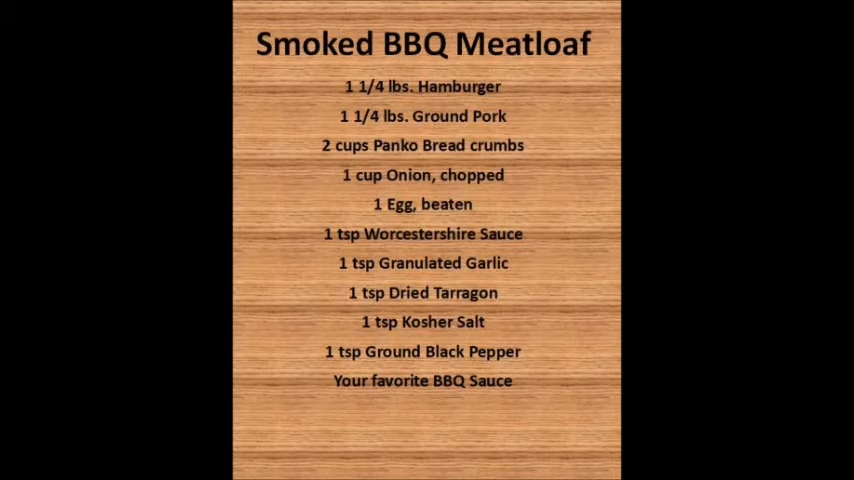 Smoked BBQ Meatloaf
1 1/4 lbs. Hamburger
1 1/4 lbs. Ground Pork
2 cups Panko Bread crumbs
1 cup Onion, chopped
1 Egg, beaten
1 tsp Worcestershire Sauce
1 tsp Granulated Garlic
1 tsp Dried Tarragon
1 tsp Kosher Salt
1 tsp Ground Black Pepper
Your favorite BBQ Sauce